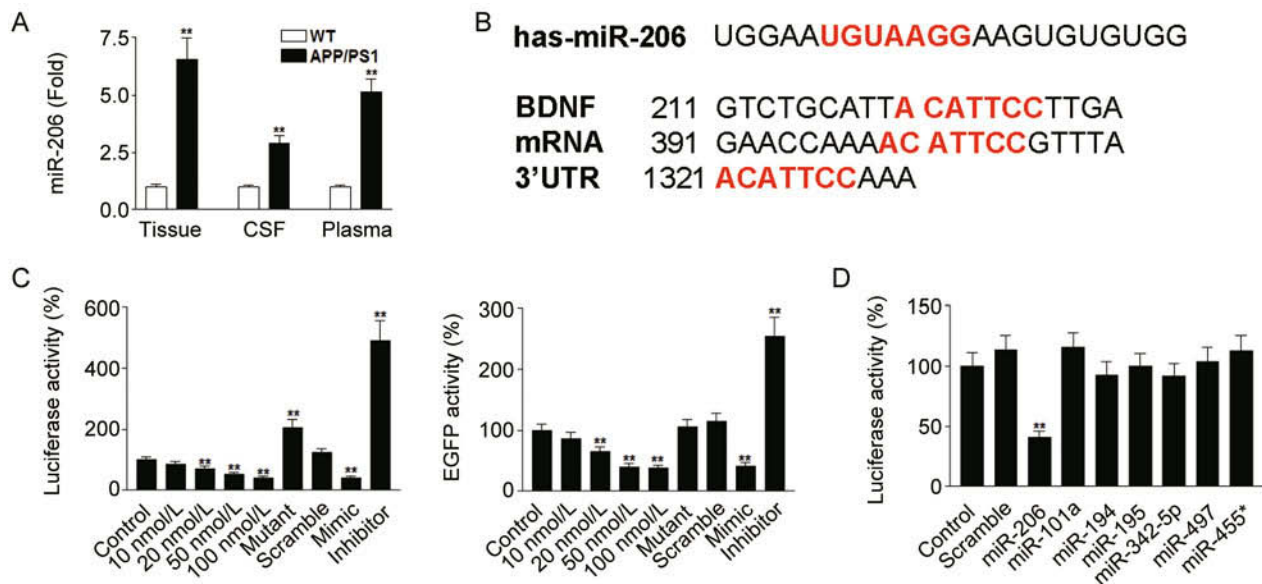 A
miR-206 (Fold)
7.5
5.0
2.5
0.0
WT
APP/PS1
**
**
**
Tissue CSF Plasma
B
has-miR-206 UGGAAUGUAAGGAAGUGUGUGG
BDNF 211 GTCTGCATTA CATTCCTTGA
mRNA 391 GAACCAAAAC ATTCCGTTTA
3'UTR 1321 ACATTCCAAA
C
Luciferase activity (%)
600
400
200
0
**
**
**
**
**
**
Control
10 nmol/L
20 nmol/L
50 nmol/L
100 nmol/L
Mutant
Scramble
Mimic
Inhibitor
EGFP activity (%)
300
200
100
0
**
**
**
**
**
Control
10 nmol/L
20 nmol/L
50 nmol/L
100 nmol/L
Mutant
Scramble
Mimic
Inhibitor
D
Luciferase activity (%)
150
100
50
0
**
Control
Scramble
miR-206
miR-101a
miR-194
miR-195
miR-342-5p
miR-497
miR-455*